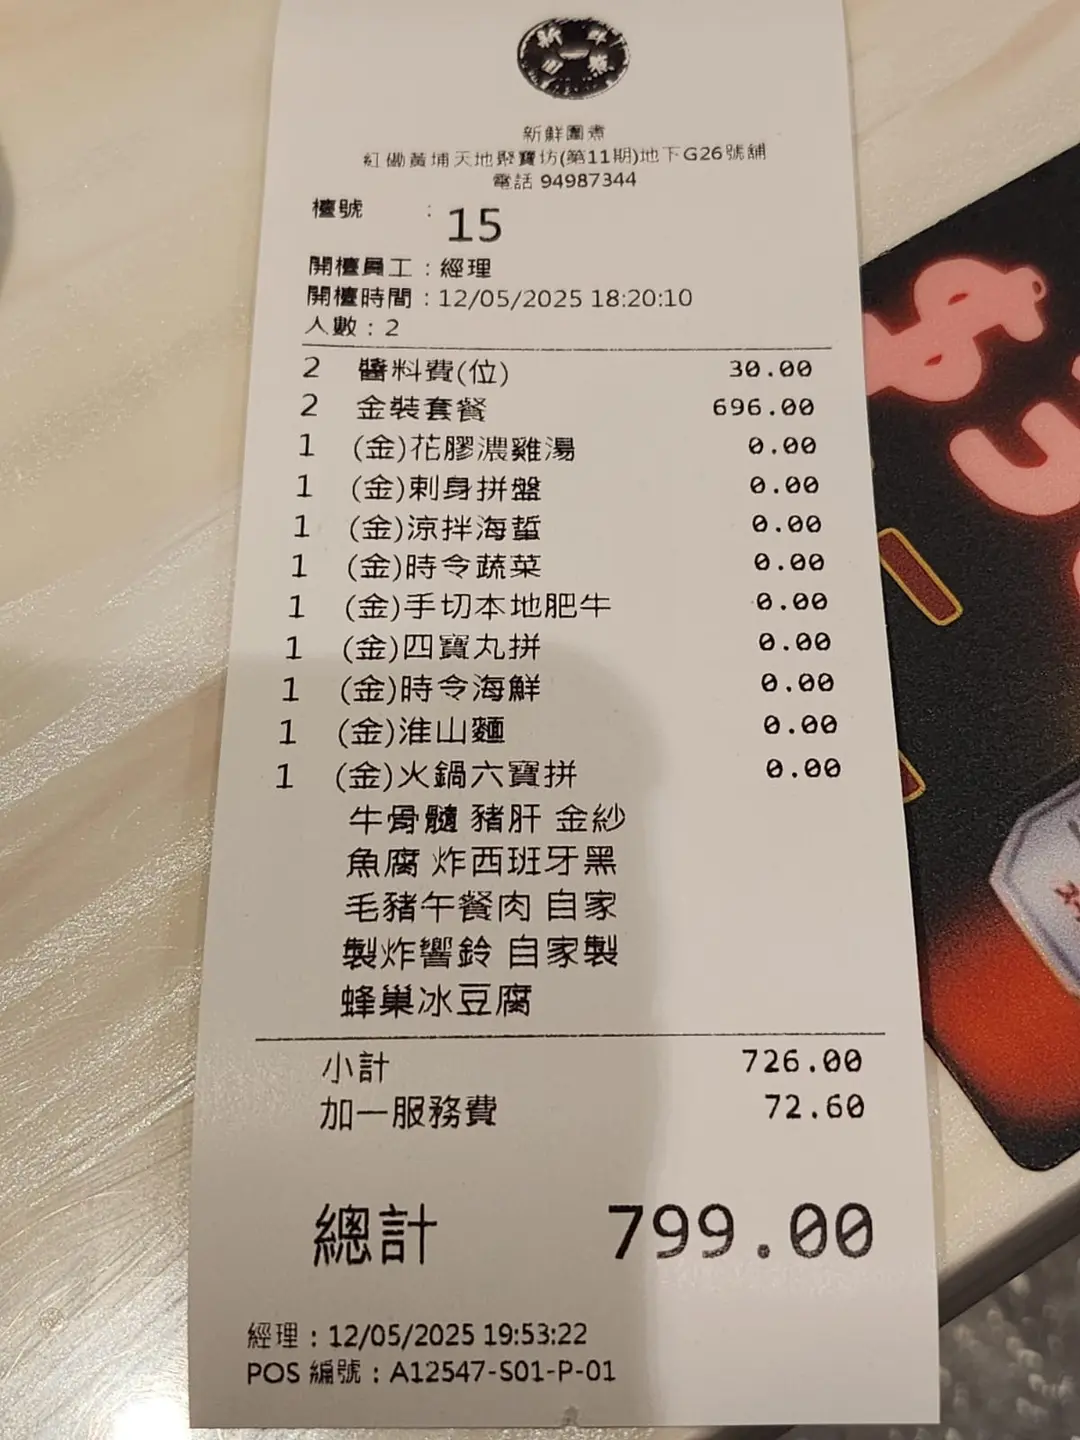 新鮮圍煮
紅磡黃埔天地聚寶坊(第11期)地下G26號舖
電話 94987344
檯號 : 15
開檯員工 : 經理
開檯時間 : 12/05/2025 18:20:10
人數 : 2
2 醬料費(位) 30.00
2 金裝套餐 696.00
1 (金)花膠濃雞湯 0.00
1 (金)刺身拼盤 0.00
1 (金)涼拌海蜇 0.00
1 (金)時令蔬菜 0.00
1 (金)手切本地肥牛 0.00
1 (金)四寶丸拼 0.00
1 (金)時令海鮮 0.00
1 (金)淮山麵 0.00
1 (金)火鍋六寶拼 0.00
牛骨髓 豬肝 金紗
魚腐 炸西班牙黑
毛豬午餐肉 自家
製炸響鈴 自家製
蜂巢冰豆腐
小計 726.00
加一服務費 72.60
總計 799.00
經理 : 12/05/2025 19:53:22
POS 編號 : A12547-S01-P-01